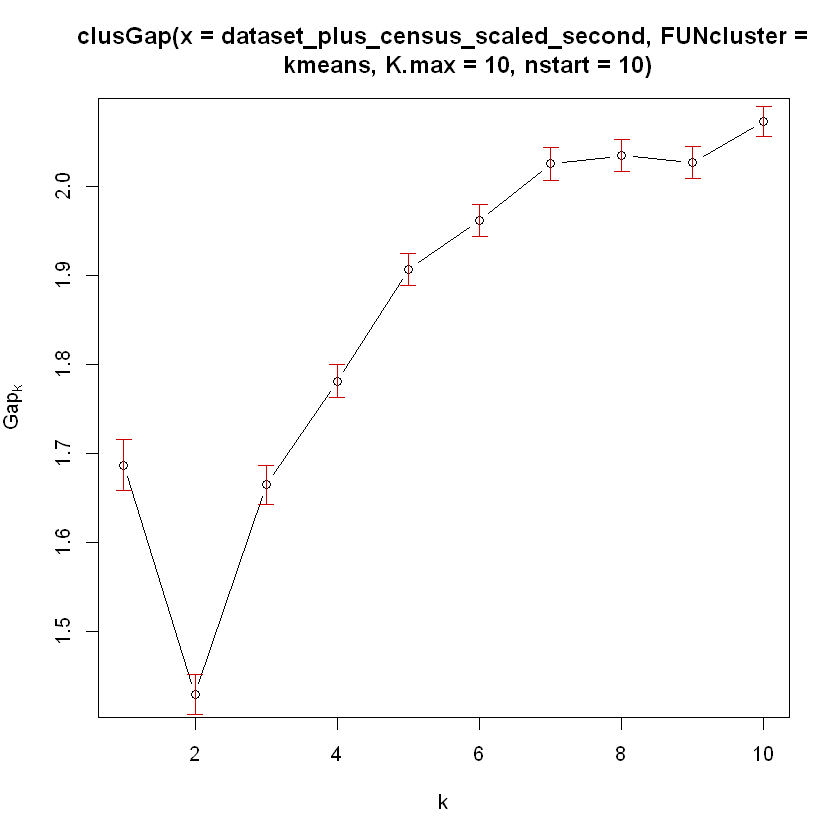 clusGap(x = dataset_plus_census_scaled_second, FUNcluster =
kmeans, K.max = 10, nstart = 10)
Gapk
2.0
1.9
1.8
1.7
1.6
1.5
2 4 6 8 10
k